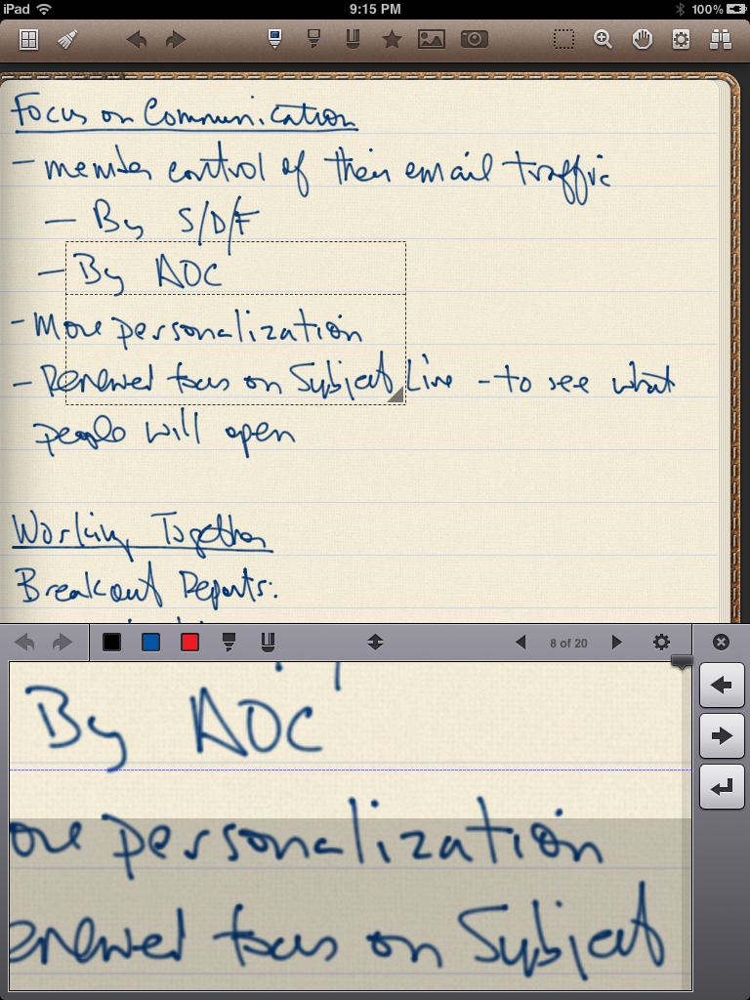 iPad 9:15 PM 100%
Focus on Communication
- member control of their email traffic
- By S/D/F
- By AOC
- More personalization
- Renewed focus on Subject Line - to see what
people will open
Working Together
Breakout Reports:
8 of 20
By AOC
ore personalization
enewed focus on Subject